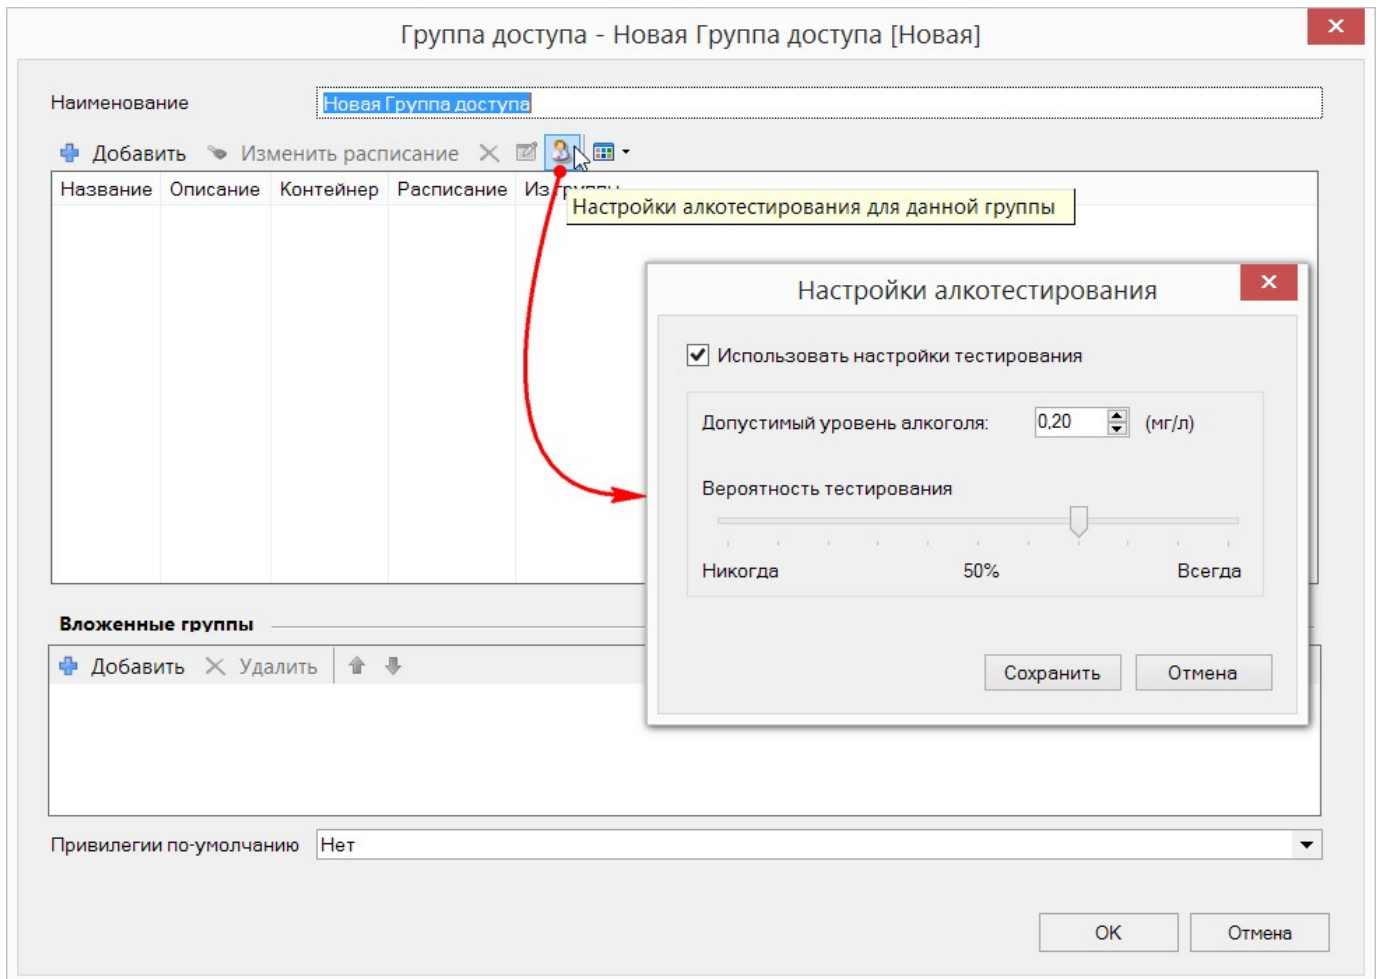 Группа доступа - Новая Группа доступа [Новая]
Наименование Новая Группа доступа
Добавить Изменить расписание
Название Описание Контейнер Расписание Из группы
Настройки алкотестирования для данной группы
Настройки алкотестирования
Использовать настройки тестирования
Допустимый уровень алкоголя: 0,20 (мг/л)
Вероятность тестирования
Никогда 50% Всегда
Сохранить Отмена
Вложенные группы
Добавить Удалить
Привилегии по-умолчанию Нет
OK Отмена